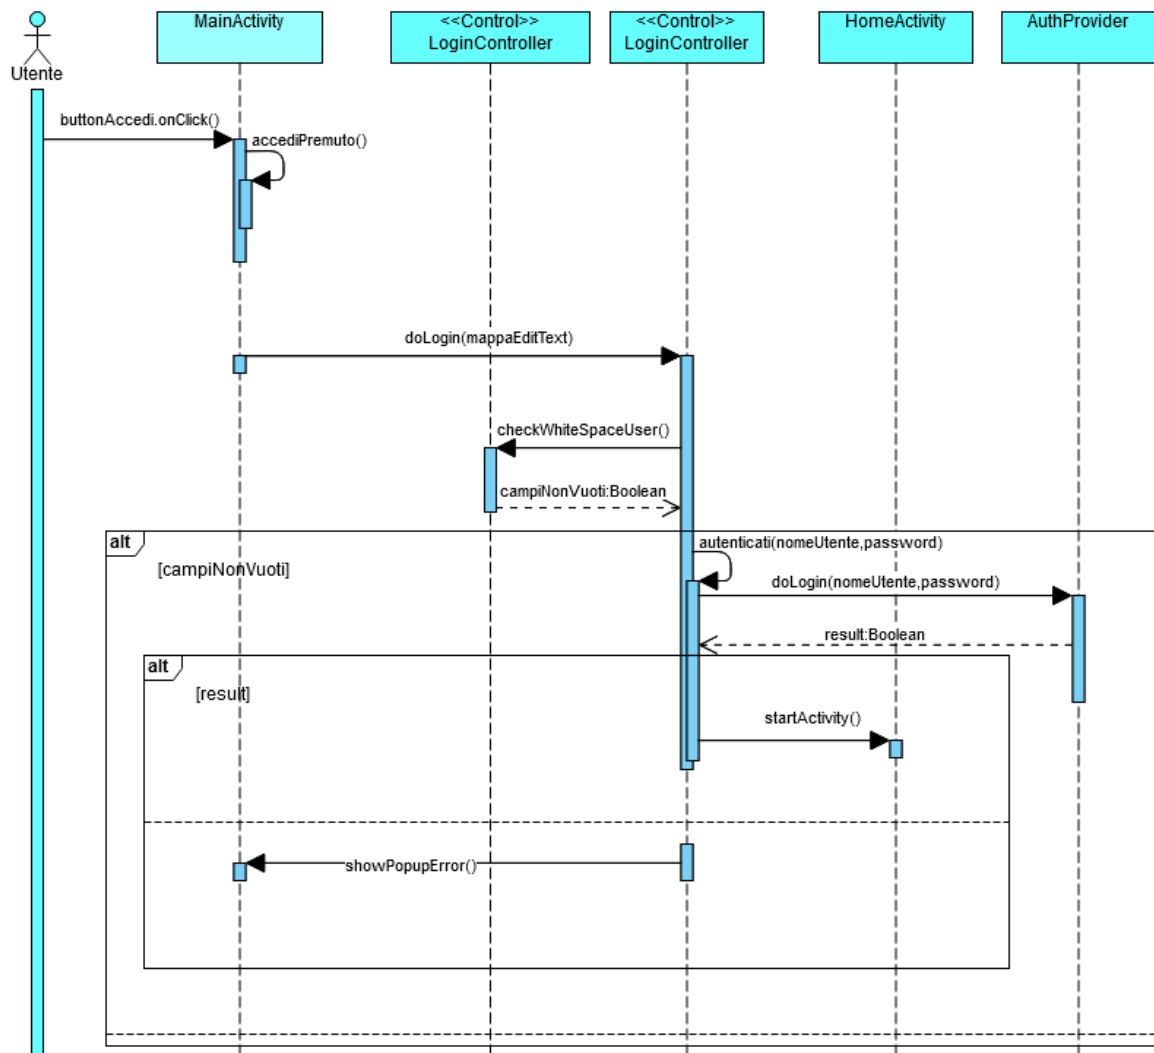 Utente
MainActivity
<<Control>>
LoginController
<<Control>>
LoginController
HomeActivity
AuthProvider
buttonAccedi.onClick()
accediPremuto()
doLogin(mappaEditText)
checkWhiteSpaceUser()
campiNonVuoti:Boolean
alt
[campiNonVuoti]
autenticati(nomeUtente,password)
doLogin(nomeUtente,password)
result:Boolean
alt
[result]
startActivity()
showPopupError()